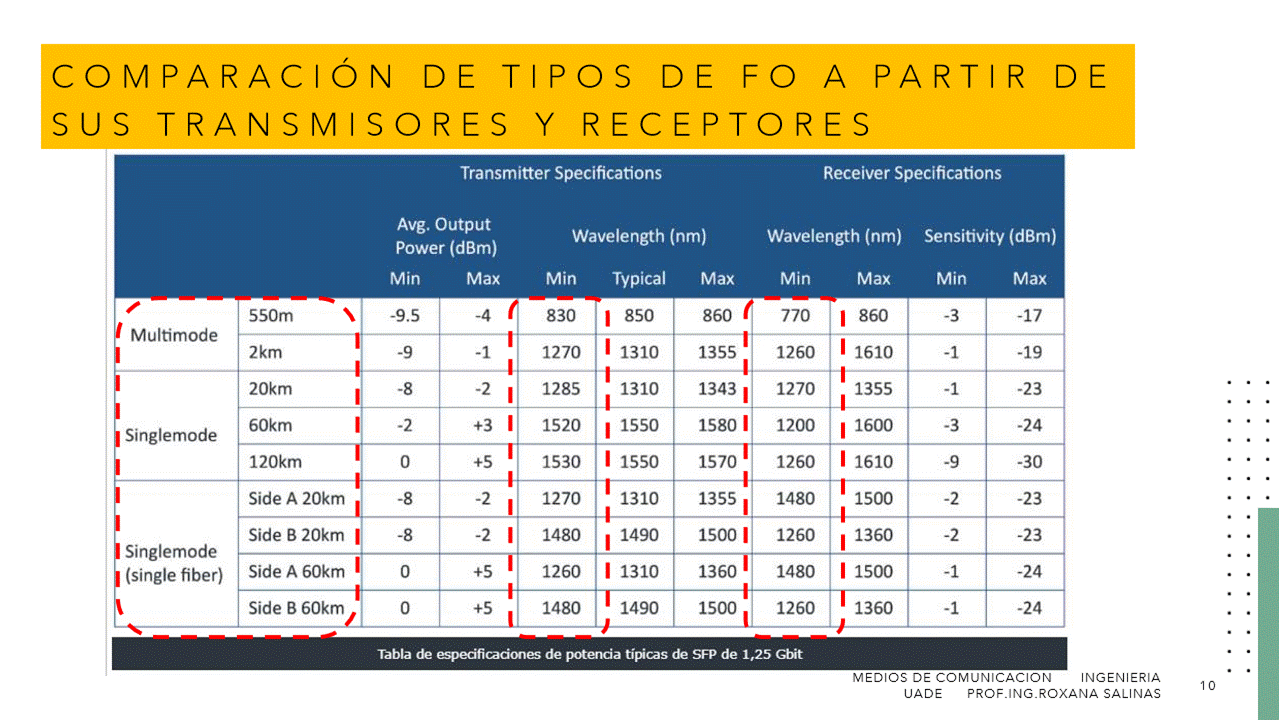 COMPARACIÓN DE TIPOS DE FO A PARTIR DE
SUS TRANSMISORES Y RECEPTORES
Transmitter Specifications Receiver Specifications
Avg. Output
Power (dBm) Wavelength (nm) Wavelength (nm) Sensitivity (dBm)
Min Max Min Typical Max Min Max Min Max
Multimode
550m -9.5 -4 830 850 860 770 860 -3 -17
2km -9 -1 1270 1310 1355 1260 1610 -1 -19
Singlemode
20km -8 -2 1285 1310 1343 1270 1355 -1 -23
60km -2 +3 1520 1550 1580 1200 1600 -3 -24
120km 0 +5 1530 1550 1570 1260 1610 -9 -30
Singlemode
(single fiber)
Side A 20km -8 -2 1270 1310 1355 1480 1500 -2 -23
Side B 20km -8 -2 1480 1490 1500 1260 1360 -2 -23
Side A 60km 0 +5 1260 1310 1360 1480 1500 -1 -24
Side B 60km 0 +5 1480 1490 1500 1260 1360 -1 -24
Tabla de especificaciones de potencia típicas de SFP de 1,25 Gbit
MEDIOS DE COMUNICACION INGENIERIA
UADE PROF.ING.ROXANA SALINAS
10